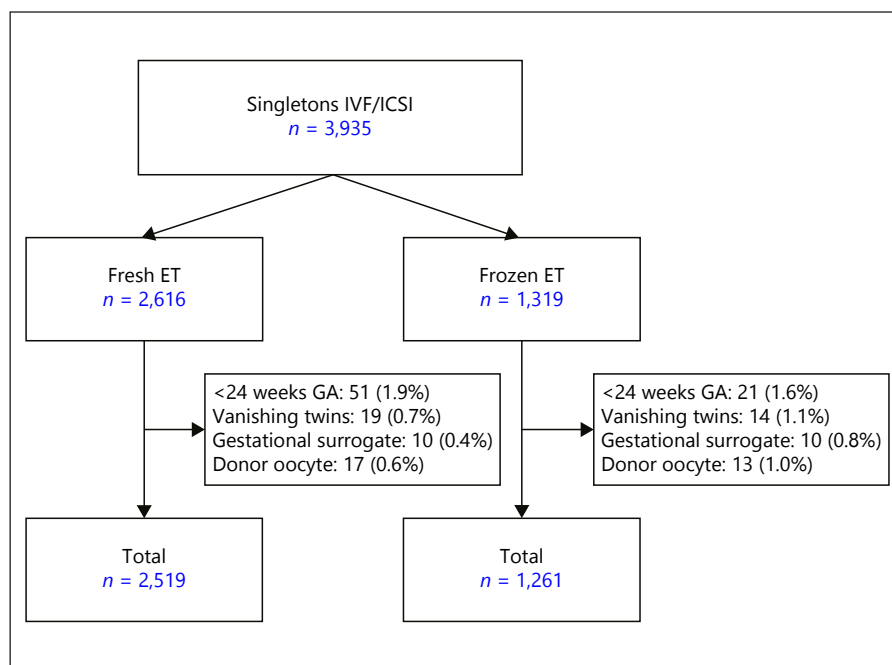 Singletons IVF/ICSI
n = 3,935
Fresh ET
n = 2,616
Frozen ET
n = 1,319
<24 weeks GA: 51 (1.9%)
Vanishing twins: 19 (0.7%)
Gestational surrogate: 10 (0.4%)
Donor oocyte: 17 (0.6%)
<24 weeks GA: 21 (1.6%)
Vanishing twins: 14 (1.1%)
Gestational surrogate: 10 (0.8%)
Donor oocyte: 13 (1.0%)
Total
n = 2,519
Total
n = 1,261